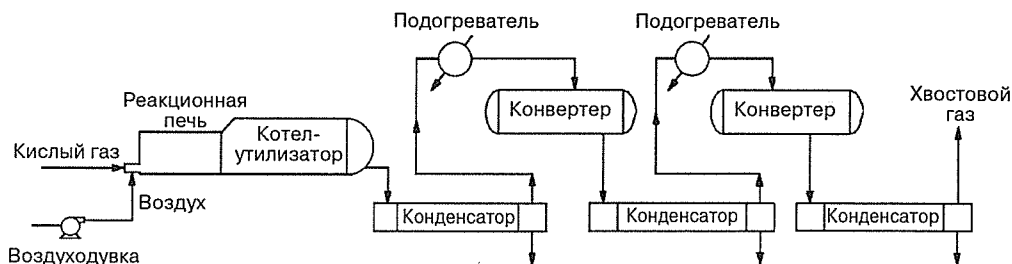 Подогреватель
Подогреватель
Реакционная
печь
Котел-
утилизатор
Конвертер
Конвертер
Хвостовой
газ
Кислый газ
Воздух
Воздуходувка
Конденсатор
Конденсатор
Конденсатор